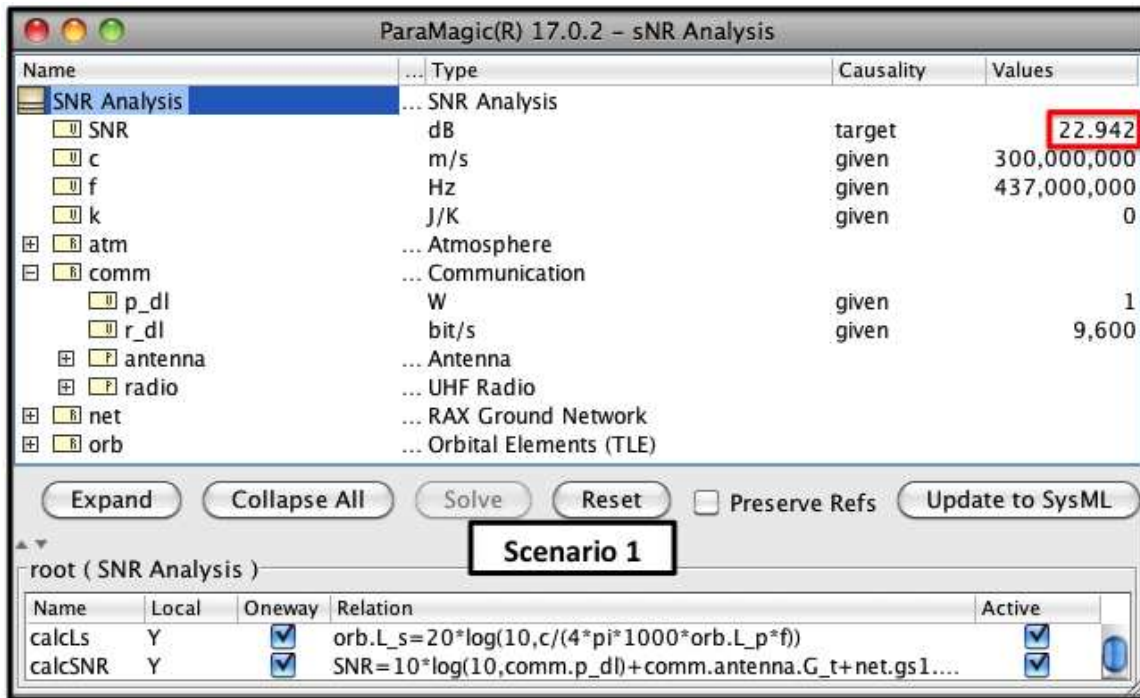 ParaMagic(R) 17.0.2 - sNR Analysis
Name ... Type Causality Values
SNR Analysis ... SNR Analysis
SNR dB target 22.942
c m/s given 300,000,000
f Hz given 437,000,000
k J/K given 0
atm ... Atmosphere
comm ... Communication
p_dl W given 1
r_dl bit/s given 9,600
antenna ... Antenna
radio ... UHF Radio
net ... RAX Ground Network
orb ... Orbital Elements (TLE)
Expand Collapse All Solve Reset Preserve Refs Update to SysML
Scenario 1
root ( SNR Analysis )
Name Local Oneway Relation Active
calcLs Y orb.L_s=20*log(10,c/(4*pi*1000*orb.L_p*f))
calcSNR Y SNR=10*log(10,comm.p_dl)+comm.antenna.G_t+net.gs1....